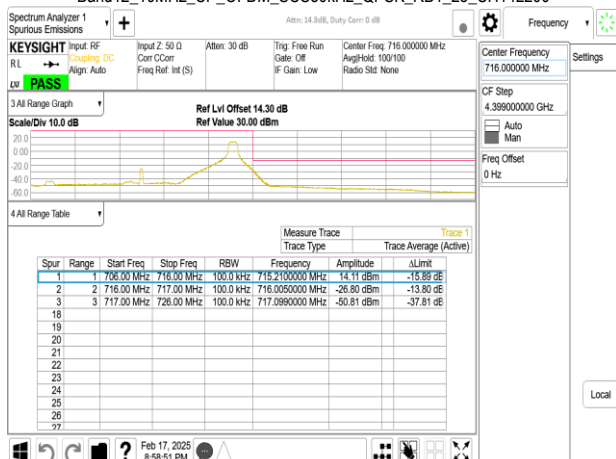 Spectrum Analyzer 1
Spurious Emissions
Attn: 14.3dB, Duty Corr: 0 dB
Frequency
KEYSIGHT
RL
LXI
PASS
Input: RF
Coupling: DC
Align: Auto
Input Z: 50 Ω
Corr CCorr
Freq Ref: Int (S)
Atten: 30 dB
Trig: Free Run
Gate: Off
IF Gain: Low
Center Freq: 716.000000 MHz
Avg|Hold: 100/100
Radio Std: None
Center Frequency
716.000000 MHz
Settings
CF Step
4.399000000 GHz
Auto
Man
Freq Offset
0 Hz
3 All Range Graph
Scale/Div 10.0 dB
Ref Lvl Offset 14.30 dB
Ref Value 30.00 dBm
20.0
0.00
-20.0
-40.0
-60.0
4 All Range Table
Measure Trace Trace 1
Trace Type Trace Average (Active)
Spur Range Start Freq Stop Freq RBW Frequency Amplitude ΔLimit
1 1 706.00 MHz 716.00 MHz 100.0 kHz 715.2100000 MHz 14.11 dBm -15.89 dB
2 2 716.00 MHz 717.00 MHz 100.0 kHz 716.0050000 MHz -26.80 dBm -13.80 dB
3 3 717.00 MHz 726.00 MHz 100.0 kHz 717.0990000 MHz -50.81 dBm -37.81 dB
18
19
20
21
22
23
24
25
26
27
Local
?
Feb 17, 2025
8:58:51 PM